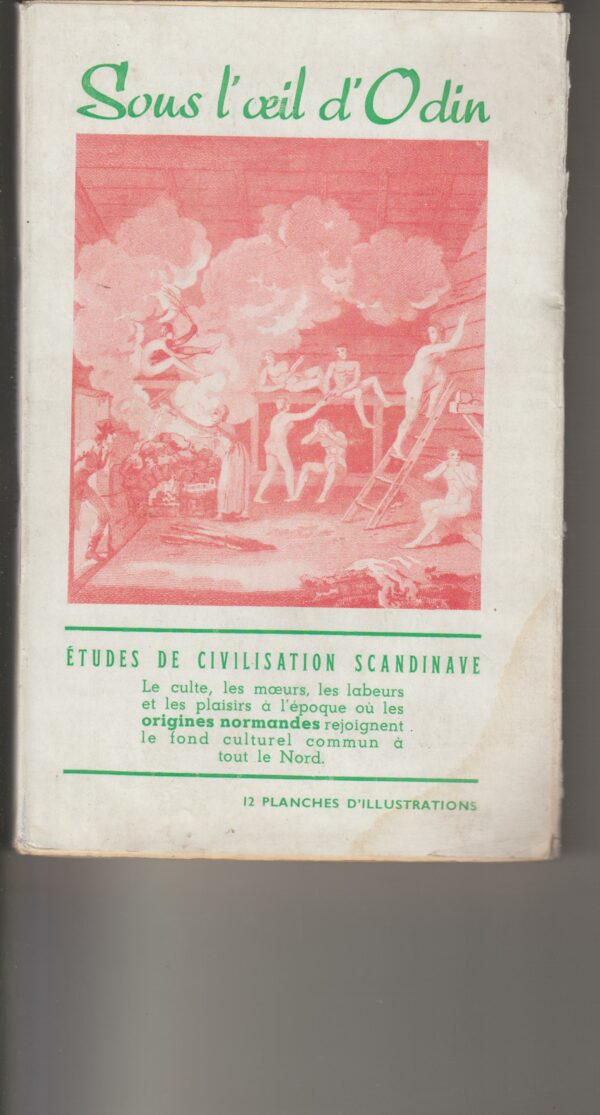 Sous l'œil d'Odin
ÉTUDES DE CIVILISATION SCANDINAVE
Le culte, les mœurs, les labeurs
et les plaisirs à l'époque où les
origines normandes rejoignent
le fond culturel commun à
tout le Nord.
12 PLANCHES D'ILLUSTRATIONS